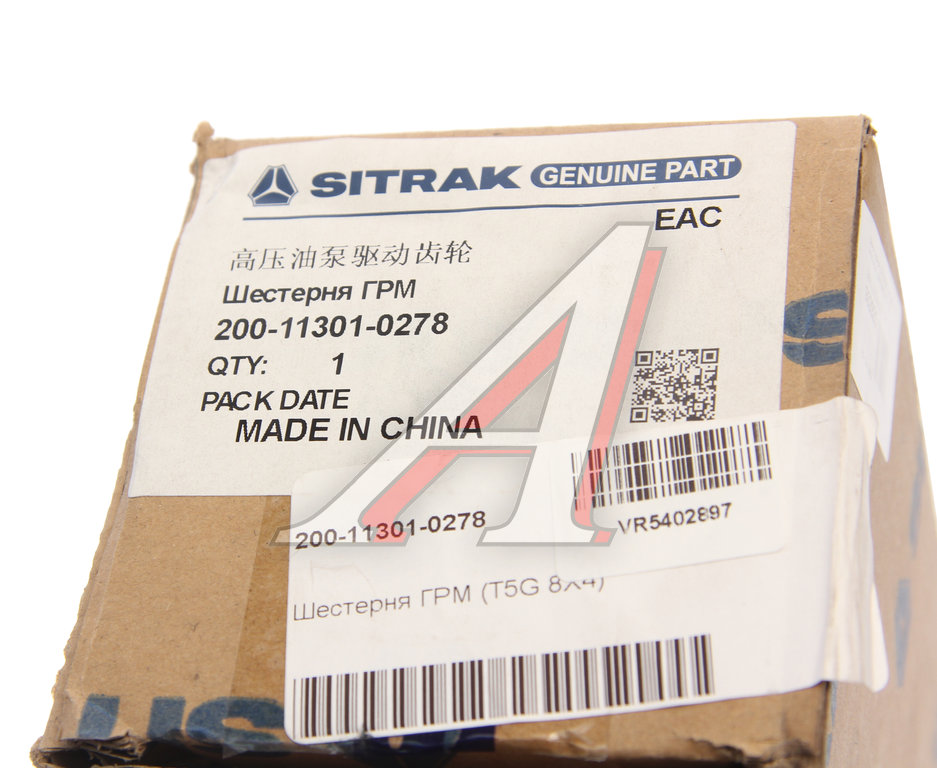 SITRAK GENUINE PART
EAC
高压油泵驱动齿轮
Шестерня ГРМ
200-11301-0278
QTY: 1
PACK DATE
MADE IN CHINA
200-11301-0278
VR5402897
Шестерня ГРМ (T5G 8X4)